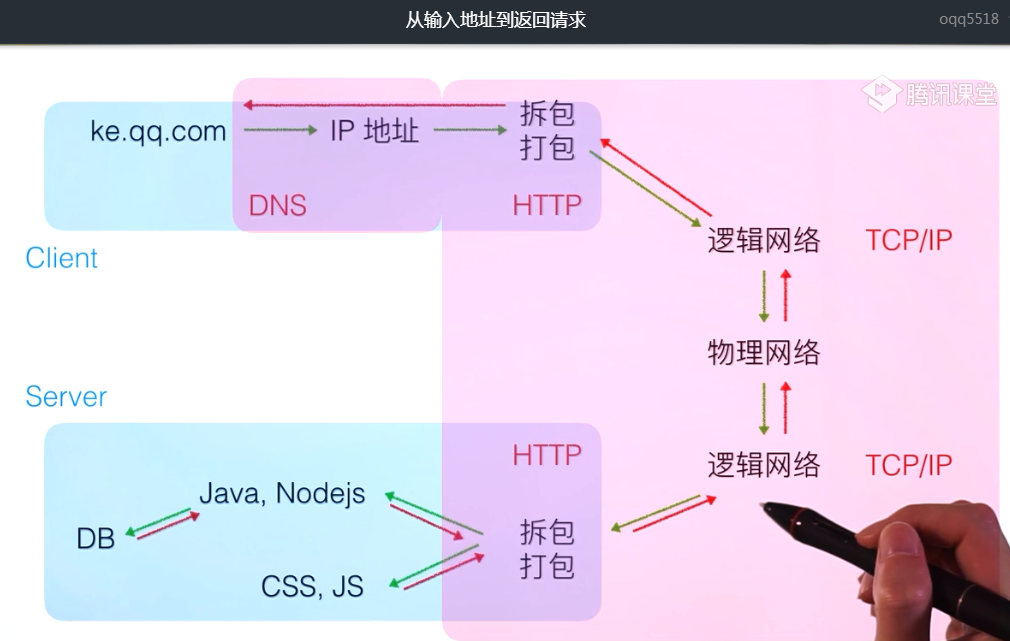 从输入地址到返回请求
oqq5518
腾讯课堂
ke.qq.com
IP 地址
拆包
打包
DNS
HTTP
逻辑网络
TCP/IP
Client
物理网络
Server
HTTP
逻辑网络
TCP/IP
Java, Nodejs
DB
拆包
打包
CSS, JS